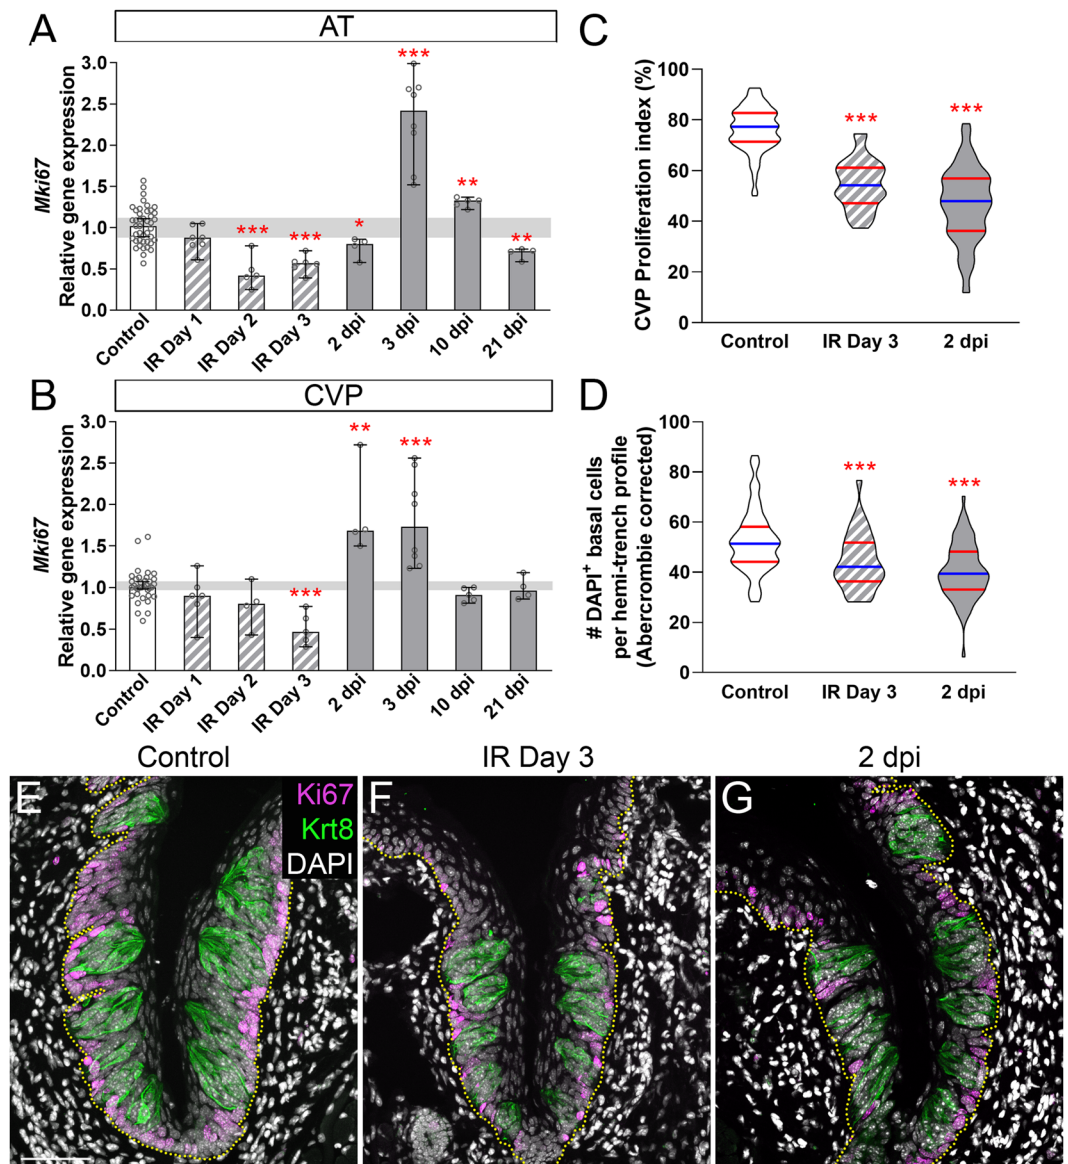 A
AT
Mki67
Relative gene expression
3.0
2.5
2.0
1.5
1.0
0.5
0.0
***
***
***
*
**
**
Control
IR Day 1
IR Day 2
IR Day 3
2 dpi
3 dpi
10 dpi
21 dpi
B
CVP
Mki67
Relative gene expression
3.0
2.5
2.0
1.5
1.0
0.5
0.0
**
***
***
Control
IR Day 1
IR Day 2
IR Day 3
2 dpi
3 dpi
10 dpi
21 dpi
C
CVP Proliferation index (%)
100
80
60
40
20
0
***
***
Control
IR Day 3
2 dpi
D
# DAPI+ basal cells
per hemi-trench profile
(Abercrombie corrected)
100
80
60
40
20
0
***
***
Control
IR Day 3
2 dpi
Control
IR Day 3
2 dpi
E
Ki67
Krt8
DAPI
F
G